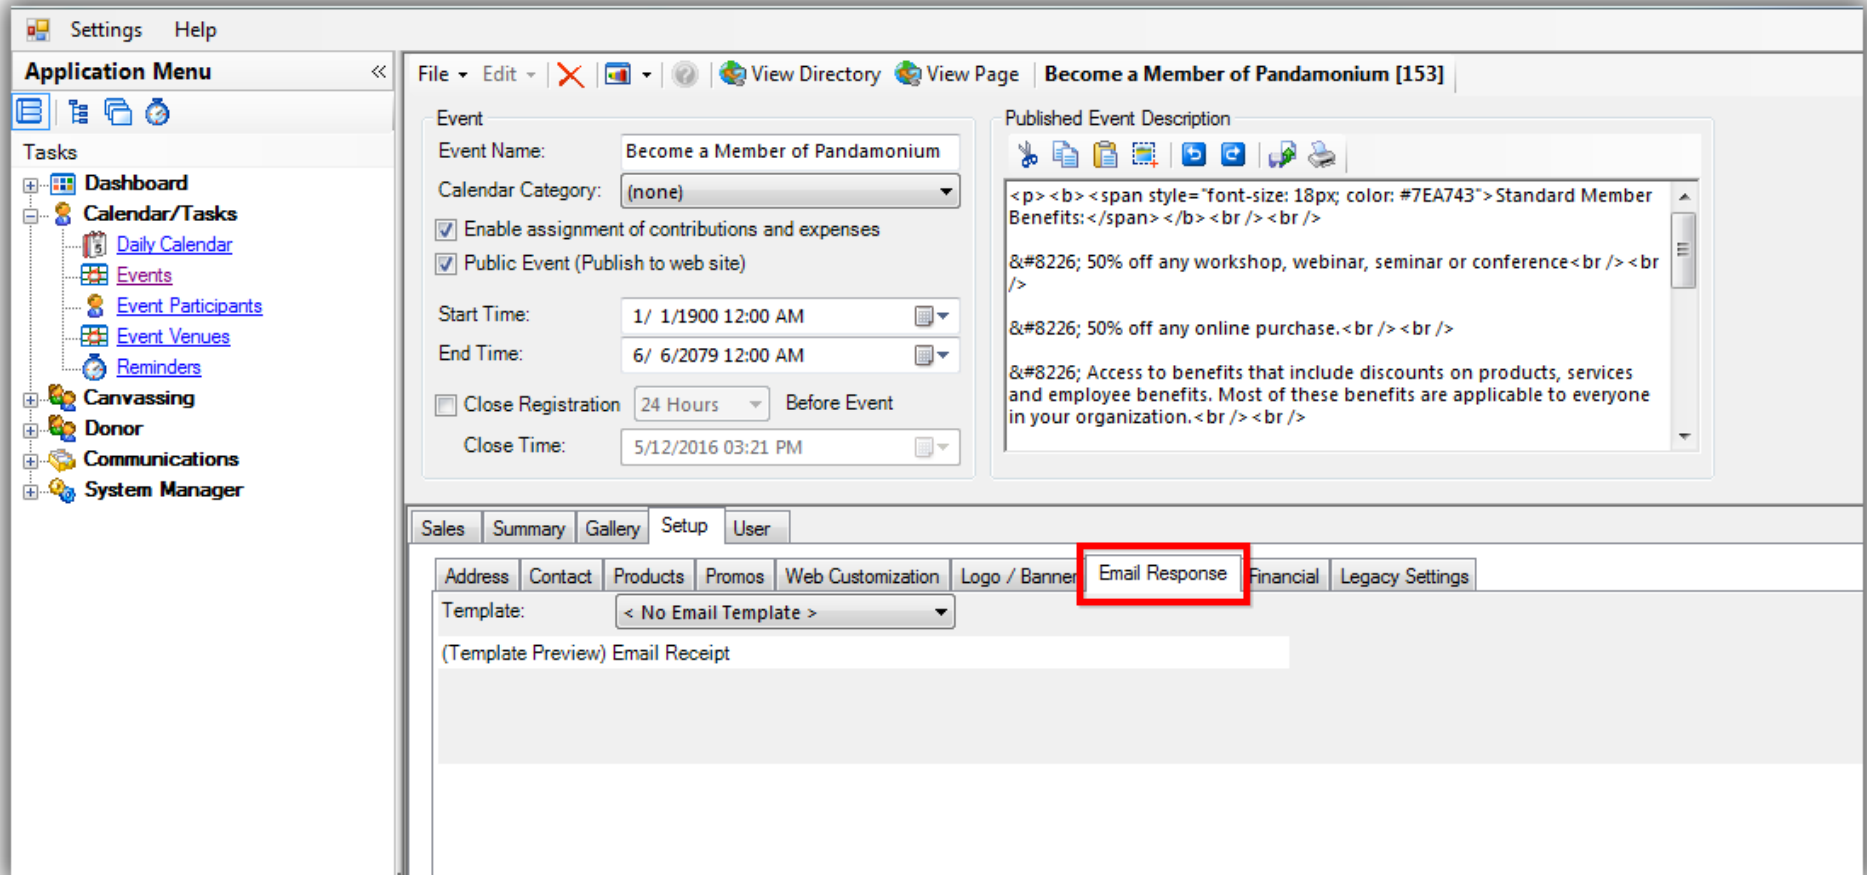 Settings Help
Application Menu «
Tasks
Dashboard
Calendar/Tasks
Daily Calendar
Events
Event Participants
Event Venues
Reminders
Canvassing
Donor
Communications
System Manager
File Edit View Directory View Page Become a Member of Pandamonium [153]
Event
Event Name: Become a Member of Pandamonium
Calendar Category: (none)
Enable assignment of contributions and expenses
Public Event (Publish to web site)
Start Time: 1/ 1/1900 12:00 AM
End Time: 6/ 6/2079 12:00 AM
Close Registration 24 Hours Before Event
Close Time: 5/12/2016 03:21 PM
Published Event Description
<p><b><span style="font-size: 18px; color: #7EA743">Standard Member
Benefits:</span></b><br /><br />
&#8226; 50% off any workshop, webinar, seminar or conference<br /><br
/>
&#8226; 50% off any online purchase.<br /><br />
&#8226; Access to benefits that include discounts on products, services
and employee benefits. Most of these benefits are applicable to everyone
in your organization.<br /><br />
Sales Summary Gallery Setup User
Address Contact Products Promos Web Customization Logo / Banner Email Response Financial Legacy Settings
Template: < No Email Template >
(Template Preview) Email Receipt